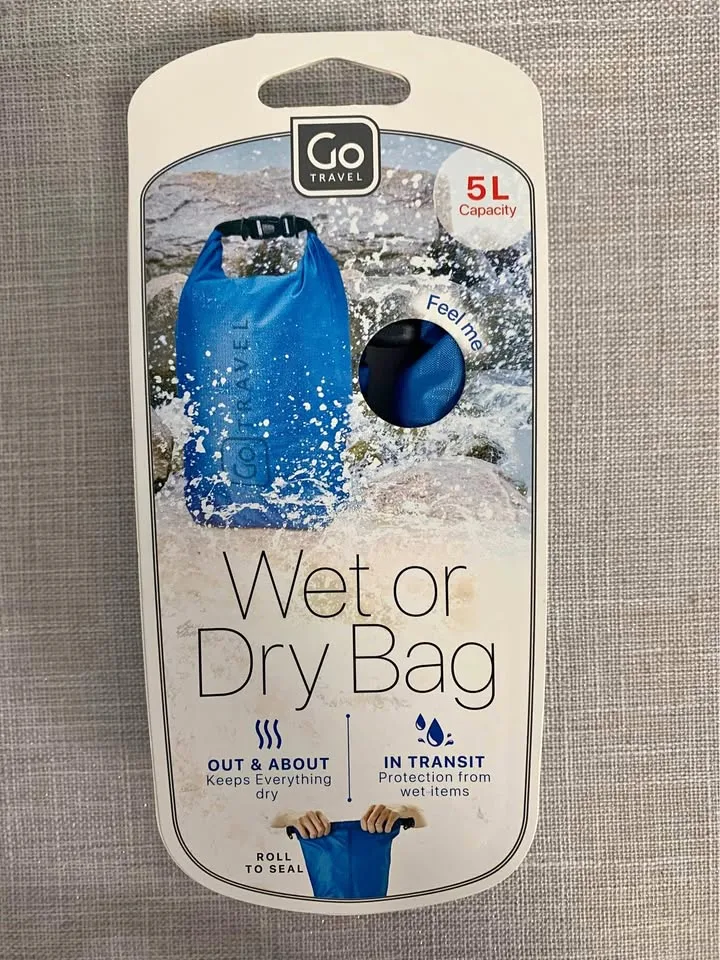 Go
TRAVEL
5L
Capacity
Feel me
Go TRAVEL
Wet or
Dry Bag
OUT & ABOUT
Keeps Everything
dry
IN TRANSIT
Protection from
wet items
ROLL
TO SEAL